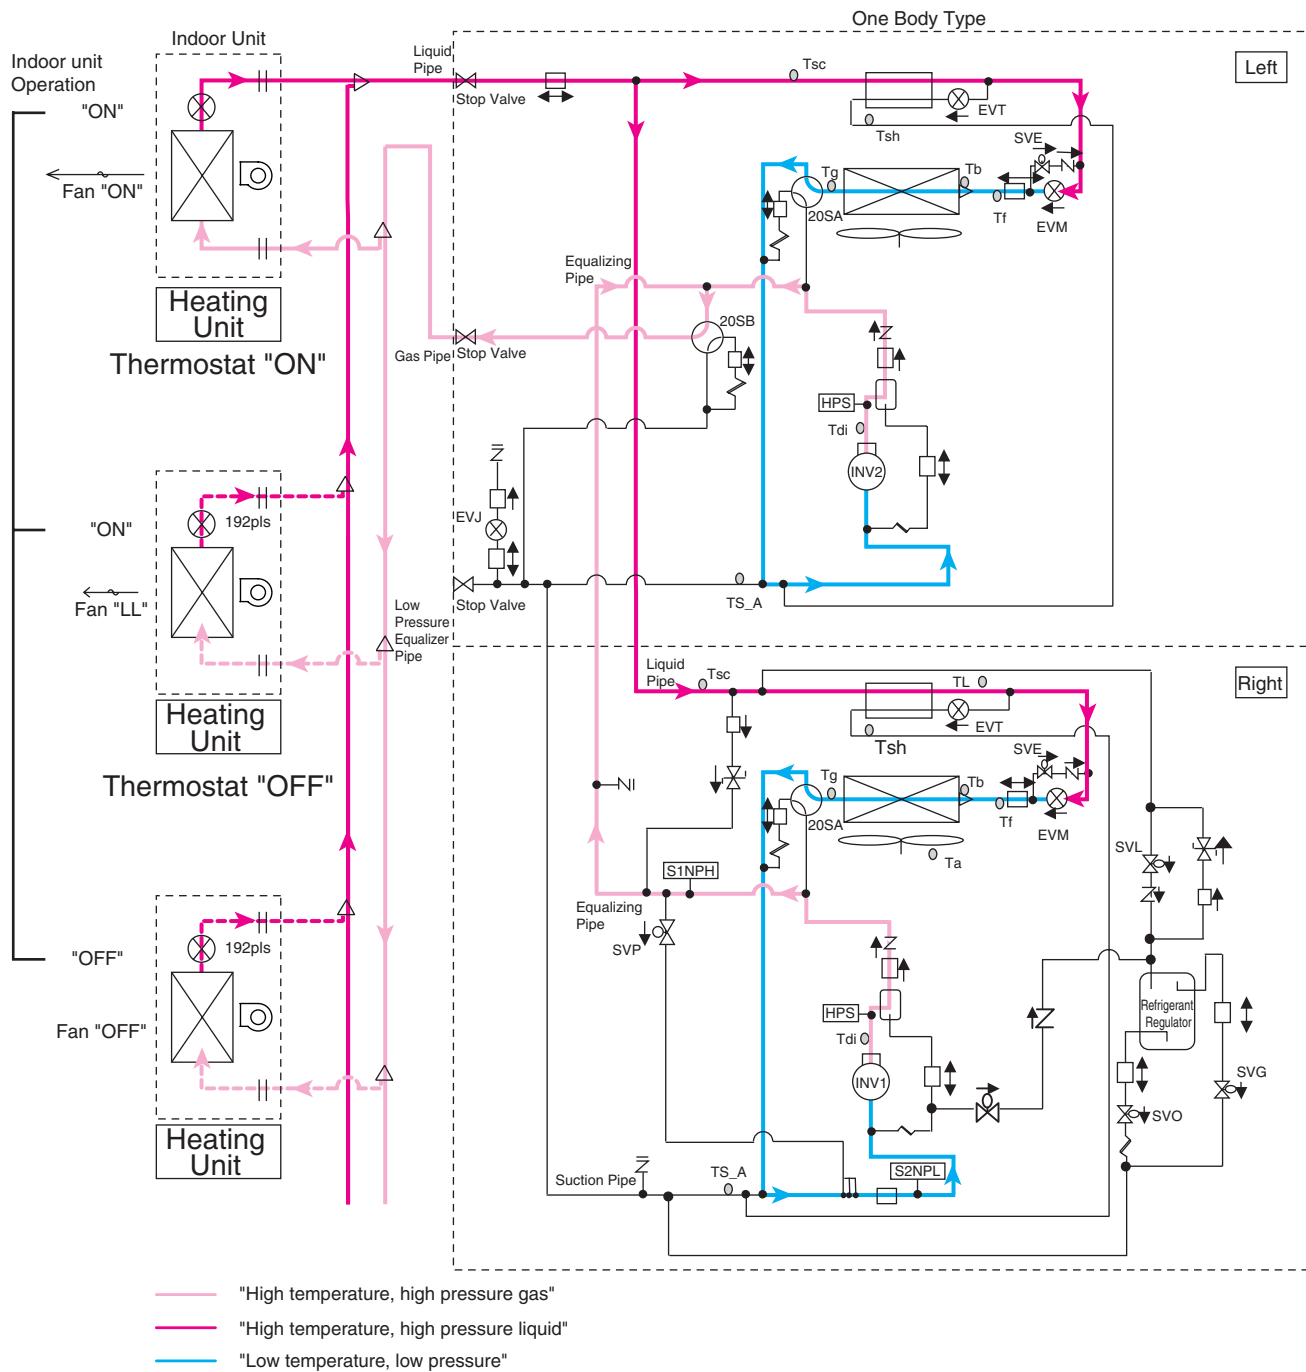 One Body Type
Indoor Unit
Indoor unit
Operation
Liquid
Pipe
Stop Valve
Tsc
Left
"ON"
EVT
Tsh
SVE
Fan "ON"
Tg
Tb
20SA
Tf
EVM
Equalizing
Pipe
Heating
Unit
20SB
Gas Pipe
Stop Valve
Thermostat "ON"
HPS
Tdi
INV2
"ON"
192pls
EVJ
Fan "LL"
Low
Pressure
Equalizer
Pipe
Stop Valve
TS_A
Liquid
Pipe
Tsc
TL
Right
Heating
Unit
EVT
Tsh
SVE
Thermostat "OFF"
Tg
Tb
20SA
Tf
EVM
Ta
SVL
S1NPH
Equalizing
Pipe
SVP
"OFF"
192pls
Fan "OFF"
HPS
Tdi
INV1
Refrigerant
Regulator
SVG
SVO
Heating
Unit
Suction Pipe
TS_A
S2NPL
"High temperature, high pressure gas"
"High temperature, high pressure liquid"
"Low temperature, low pressure"